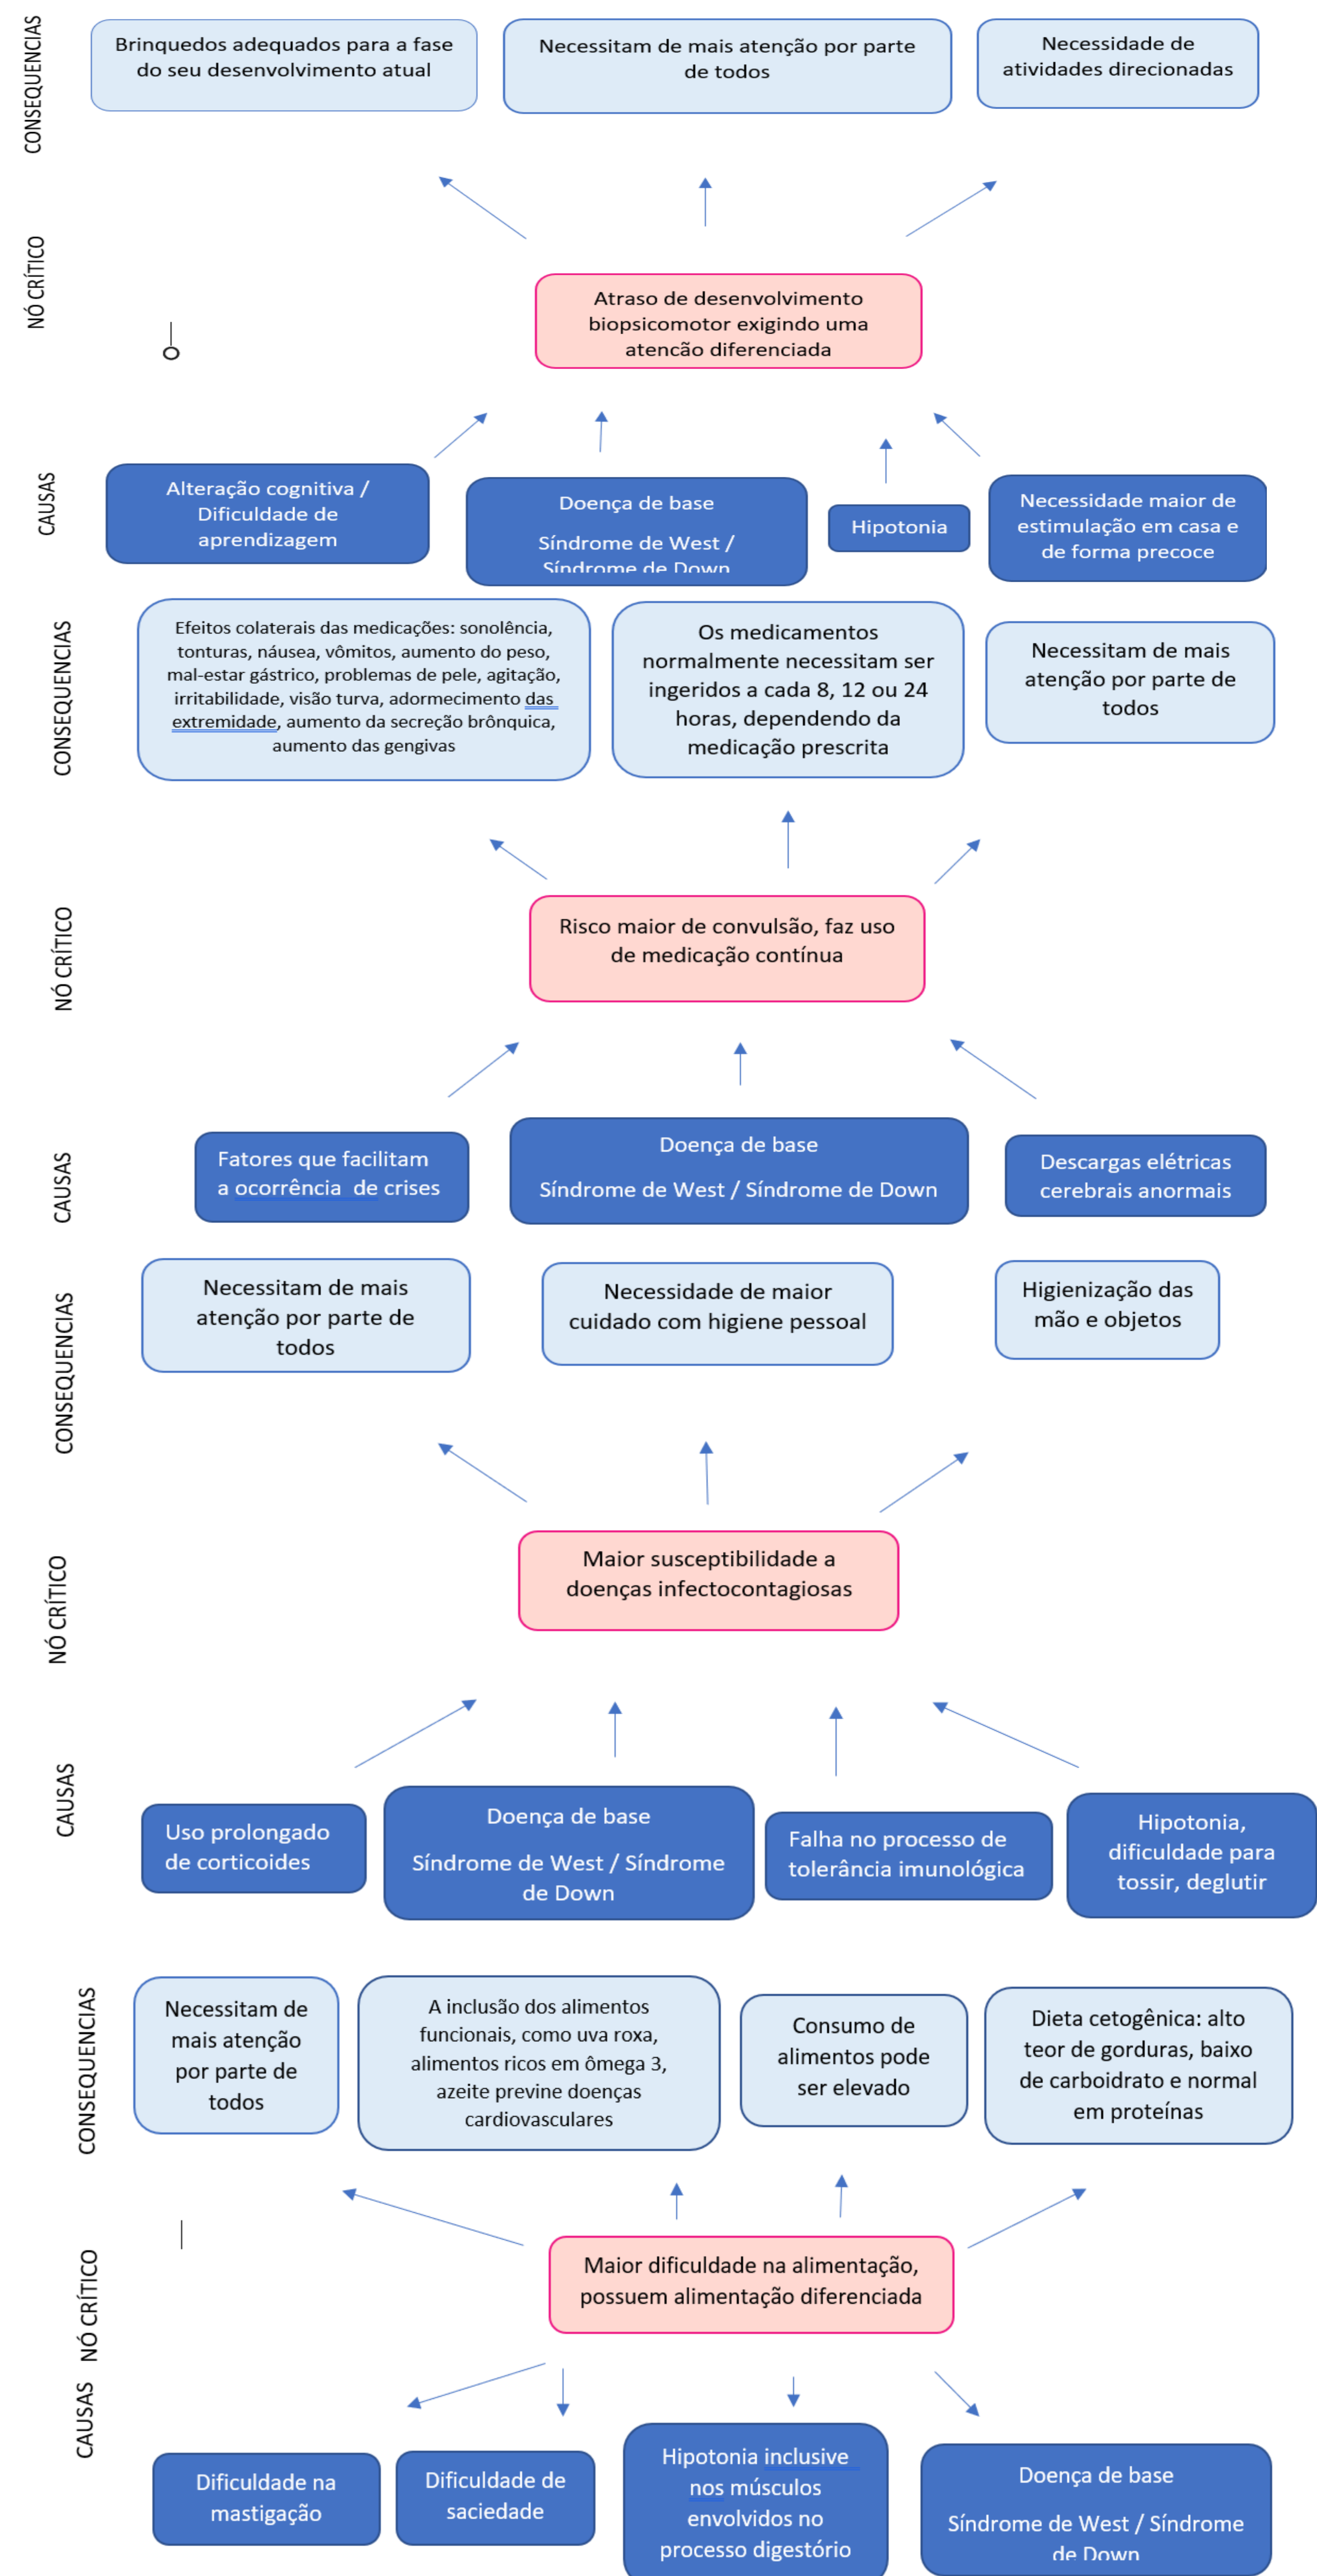 CONSEQUENCIAS
Brinquedos adequados para a fase
do seu desenvolvimento atual
Necessitam de mais atenção por parte
de todos
Necessidade de
atividades direcionadas
NÓ CRÍTICO
Atraso de desenvolvimento
biopsicomotor exigindo uma
atencão diferenciada
CAUSAS
Alteração cognitiva /
Dificuldade de
aprendizagem
Doença de base
Síndrome de West /
Síndrome de Down
Hipotonia
Necessidade maior de
estimulação em casa e
de forma precoce
CONSEQUENCIAS
Efeitos colaterais das medicações: sonolência,
tonturas, náusea, vômitos, aumento do peso,
mal-estar gástrico, problemas de pele, agitação,
irritabilidade, visão turva, adormecimento das
extremidade, aumento da secreção brônquica,
aumento das gengivas
Os medicamentos
normalmente necessitam ser
ingeridos a cada 8, 12 ou 24
horas, dependendo da
medicação prescrita
Necessitam de mais
atenção por parte de
todos
NÓ CRÍTICO
Risco maior de convulsão, faz uso
de medicação contínua
CAUSAS
Fatores que facilitam
a ocorrência de crises
Doença de base
Síndrome de West / Síndrome de Down
Descargas elétricas
cerebrais anormais
CONSEQUENCIAS
Necessitam de mais
atenção por parte de
todos
Necessidade de maior
cuidado com higiene pessoal
Higienização das
mão e objetos
NÓ CRÍTICO
Maior susceptibilidade a
doenças infectocontagiosas
CAUSAS
Uso prolongado
de corticoides
Doença de base
Síndrome de West / Síndrome
de Down
Falha no processo de
tolerância imunológica
Hipotonia,
dificuldade para
tossir, deglutir
CONSEQUENCIAS
Necessitam de
mais atenção
por parte de
todos
A inclusão dos alimentos
funcionais, como uva roxa,
alimentos ricos em ômega 3,
azeite previne doenças
cardiovasculares
Consumo de
alimentos pode
ser elevado
Dieta cetogênica: alto
teor de gorduras, baixo
de carboidrato e normal
em proteínas
NÓ CRÍTICO
Maior dificuldade na alimentação,
possuem alimentação diferenciada
CAUSAS
Dificuldade na
mastigação
Dificuldade de
saciedade
Hipotonia inclusive
nos músculos
envolvidos no
processo digestório
Doença de base
Síndrome de West / Síndrome
de Down